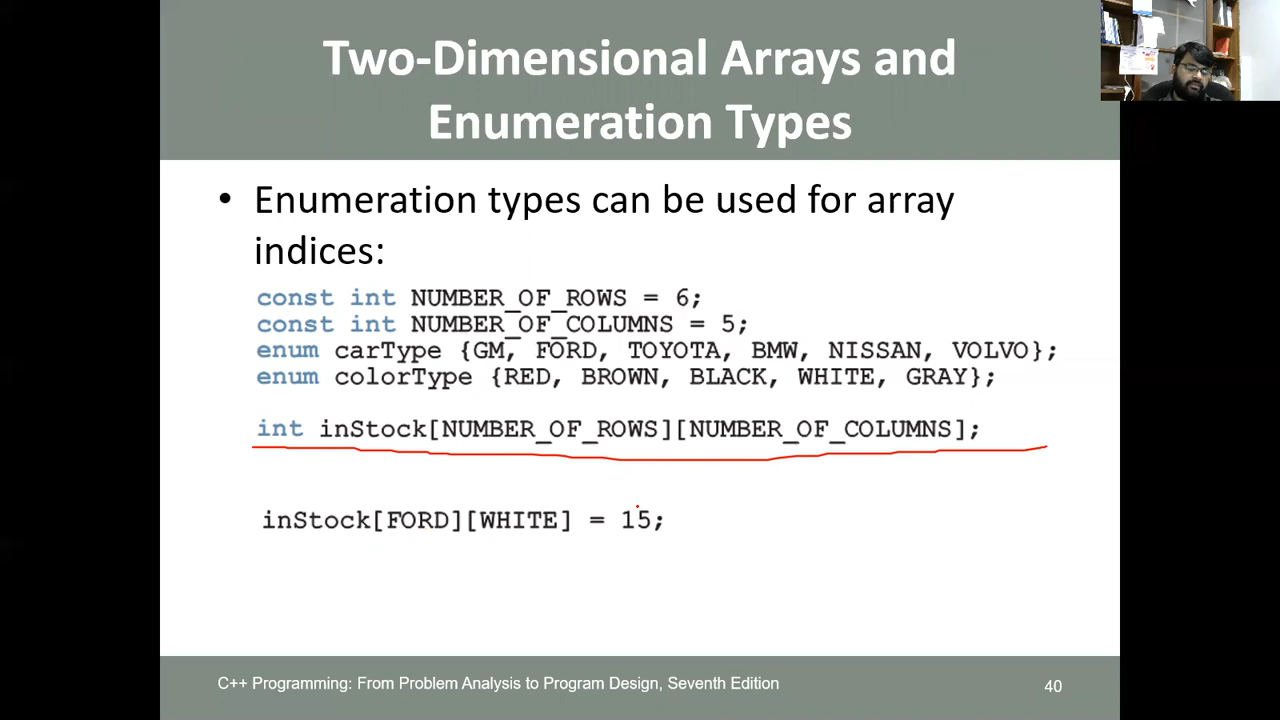 Two-Dimensional Arrays and
Enumeration Types
• Enumeration types can be used for array
indices:
const int NUMBER_OF_ROWS = 6;
const int NUMBER_OF_COLUMNS = 5;
enum carType {GM, FORD, TOYOTA, BMW, NISSAN, VOLVO};
enum colorType {RED, BROWN, BLACK, WHITE, GRAY};
int inStock[NUMBER_OF_ROWS][NUMBER_OF_COLUMNS];
inStock[FORD][WHITE] = 15;
C++ Programming: From Problem Analysis to Program Design, Seventh Edition
40